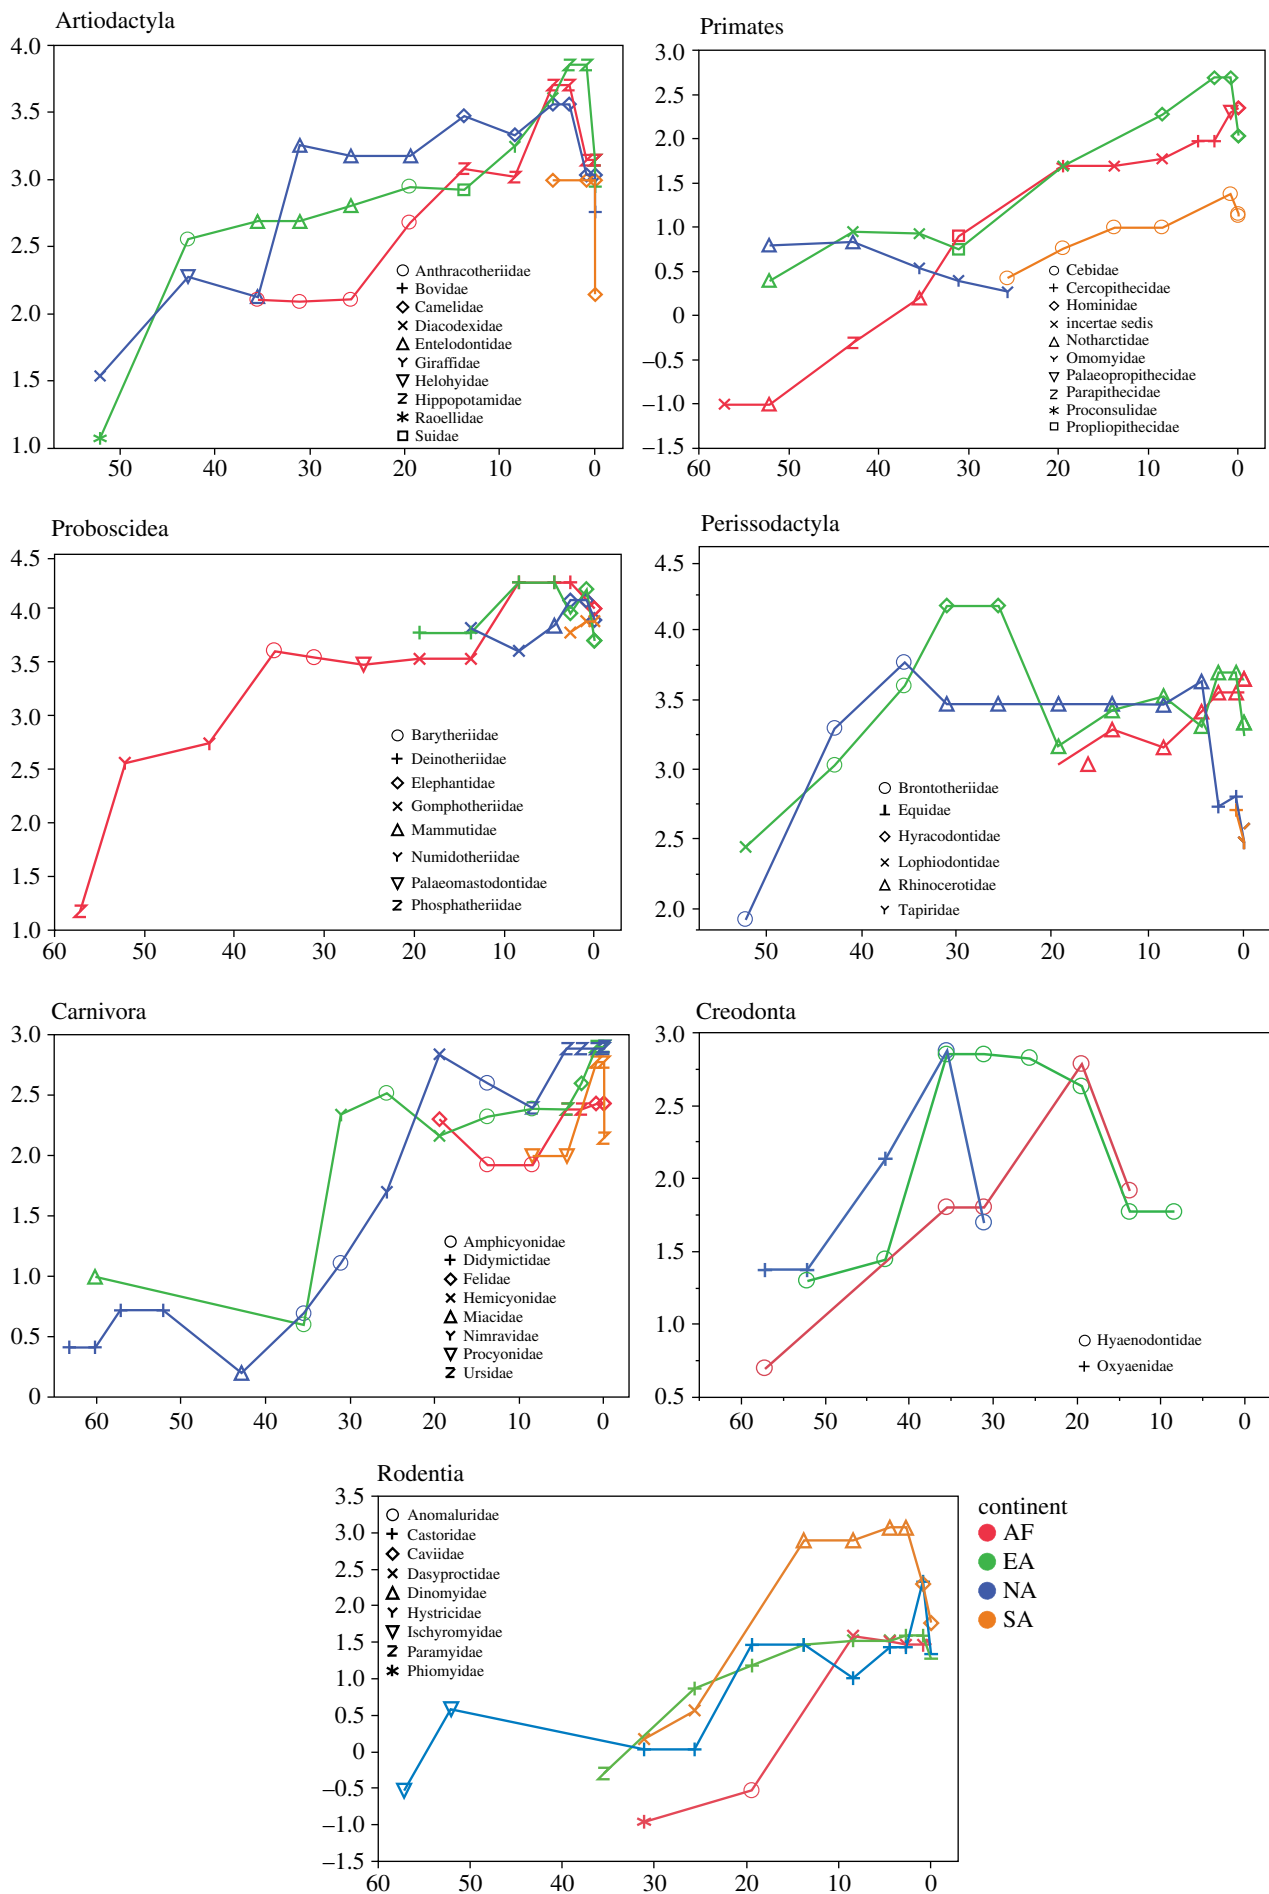 Artiodactyla
4.0
3.5
3.0
2.5
2.0
1.5
1.0
Anthracotheriidae
Bovidae
Camelidae
Diacodexidae
Entelodontidae
Giraffidae
Helohyidae
Hippopotamidae
Raoellidae
Suidae
50 40 30 20 10 0
Primates
3.0
2.5
2.0
1.5
1.0
0.5
0
–0.5
–1.0
–1.5
Cebidae
Cercopithecidae
Hominidae
incertae sedis
Notharctidae
Omomyidae
Palaeopropithecidae
Parapithecidae
Proconsulidae
Propliopithecidae
60 50 40 30 20 10 0
Proboscidea
4.5
4.0
3.5
3.0
2.5
2.0
1.5
1.0
Barytheriidae
Deinotheriidae
Elephantidae
Gomphotheriidae
Mammutidae
Numidotheriidae
Palaeomastodontidae
Phosphatheriidae
60 50 40 30 20 10 0
Perissodactyla
4.5
4.0
3.5
3.0
2.5
2.0
Brontotheriidae
Equidae
Hyracodontidae
Lophiodontidae
Rhinocerotidae
Tapiridae
50 40 30 20 10 0
Carnivora
3.0
2.5
2.0
1.5
1.0
0.5
0
Amphicyonidae
Didymictidae
Felidae
Hemicyonidae
Miacidae
Nimravidae
Procyonidae
Ursidae
60 50 40 30 20 10 0
Creodonta
3.0
2.5
2.0
1.5
1.0
0.5
Hyaenodontidae
Oxyaenidae
60 50 40 30 20 10 0
Rodentia
3.5
3.0
2.5
2.0
1.5
1.0
0.5
0
–0.5
–1.0
–1.5
Anomaluridae
Castoridae
Caviidae
Dasyproctidae
Dinomyidae
Hystricidae
Ischyromyidae
Paramyidae
Phiomyidae
60 50 40 30 20 10 0
continent
AF
EA
NA
SA